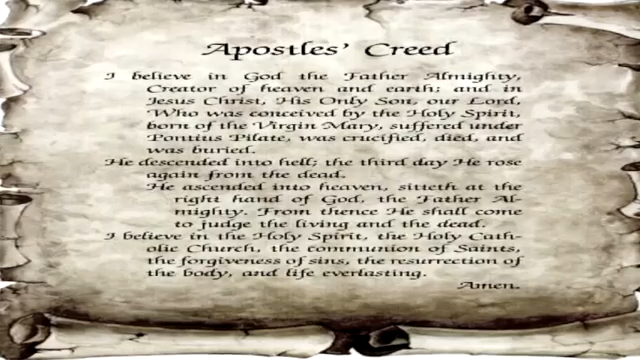 Apostles' Creed
I believe in God the Father Almighty,
Creator of heaven and earth; and in
Jesus Christ, His Only Son, our Lord,
Who was conceived by the Holy Spirit,
born of the Virgin Mary, suffered under
Pontius Pilate, was crucified, died, and
was buried.
He descended into hell; the third day He rose
again from the dead.
He ascended into heaven, sitteth at the
right hand of God, the Father Al-
mighty. From thence He shall come
to judge the living and the dead.
I believe in the Holy Spirit, the Holy Cath-
olic Church, the communion of Saints,
the forgiveness of sins, the resurrection of
the body, and life everlasting.
Amen.